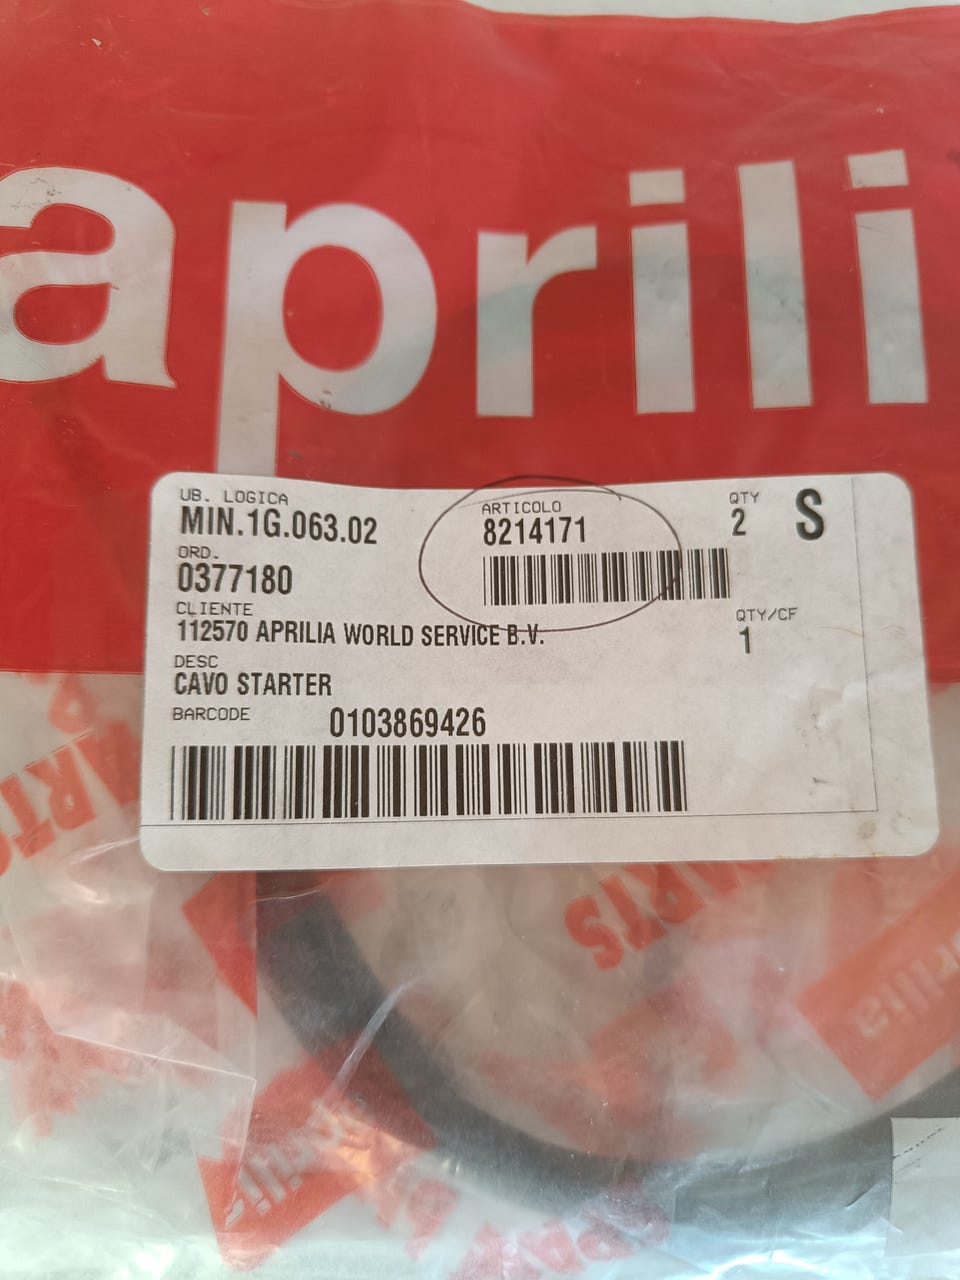 aprili
UB. LOGICA
MIN.1G.063.02
ARTICOLO
8214171
QTY
2
S
ORD.
0377180
CLIENTE
112570 APRILIA WORLD SERVICE B.V.
QTY/CF
1
DESC
CAVO STARTER
BARCODE
0103869426
PARTS